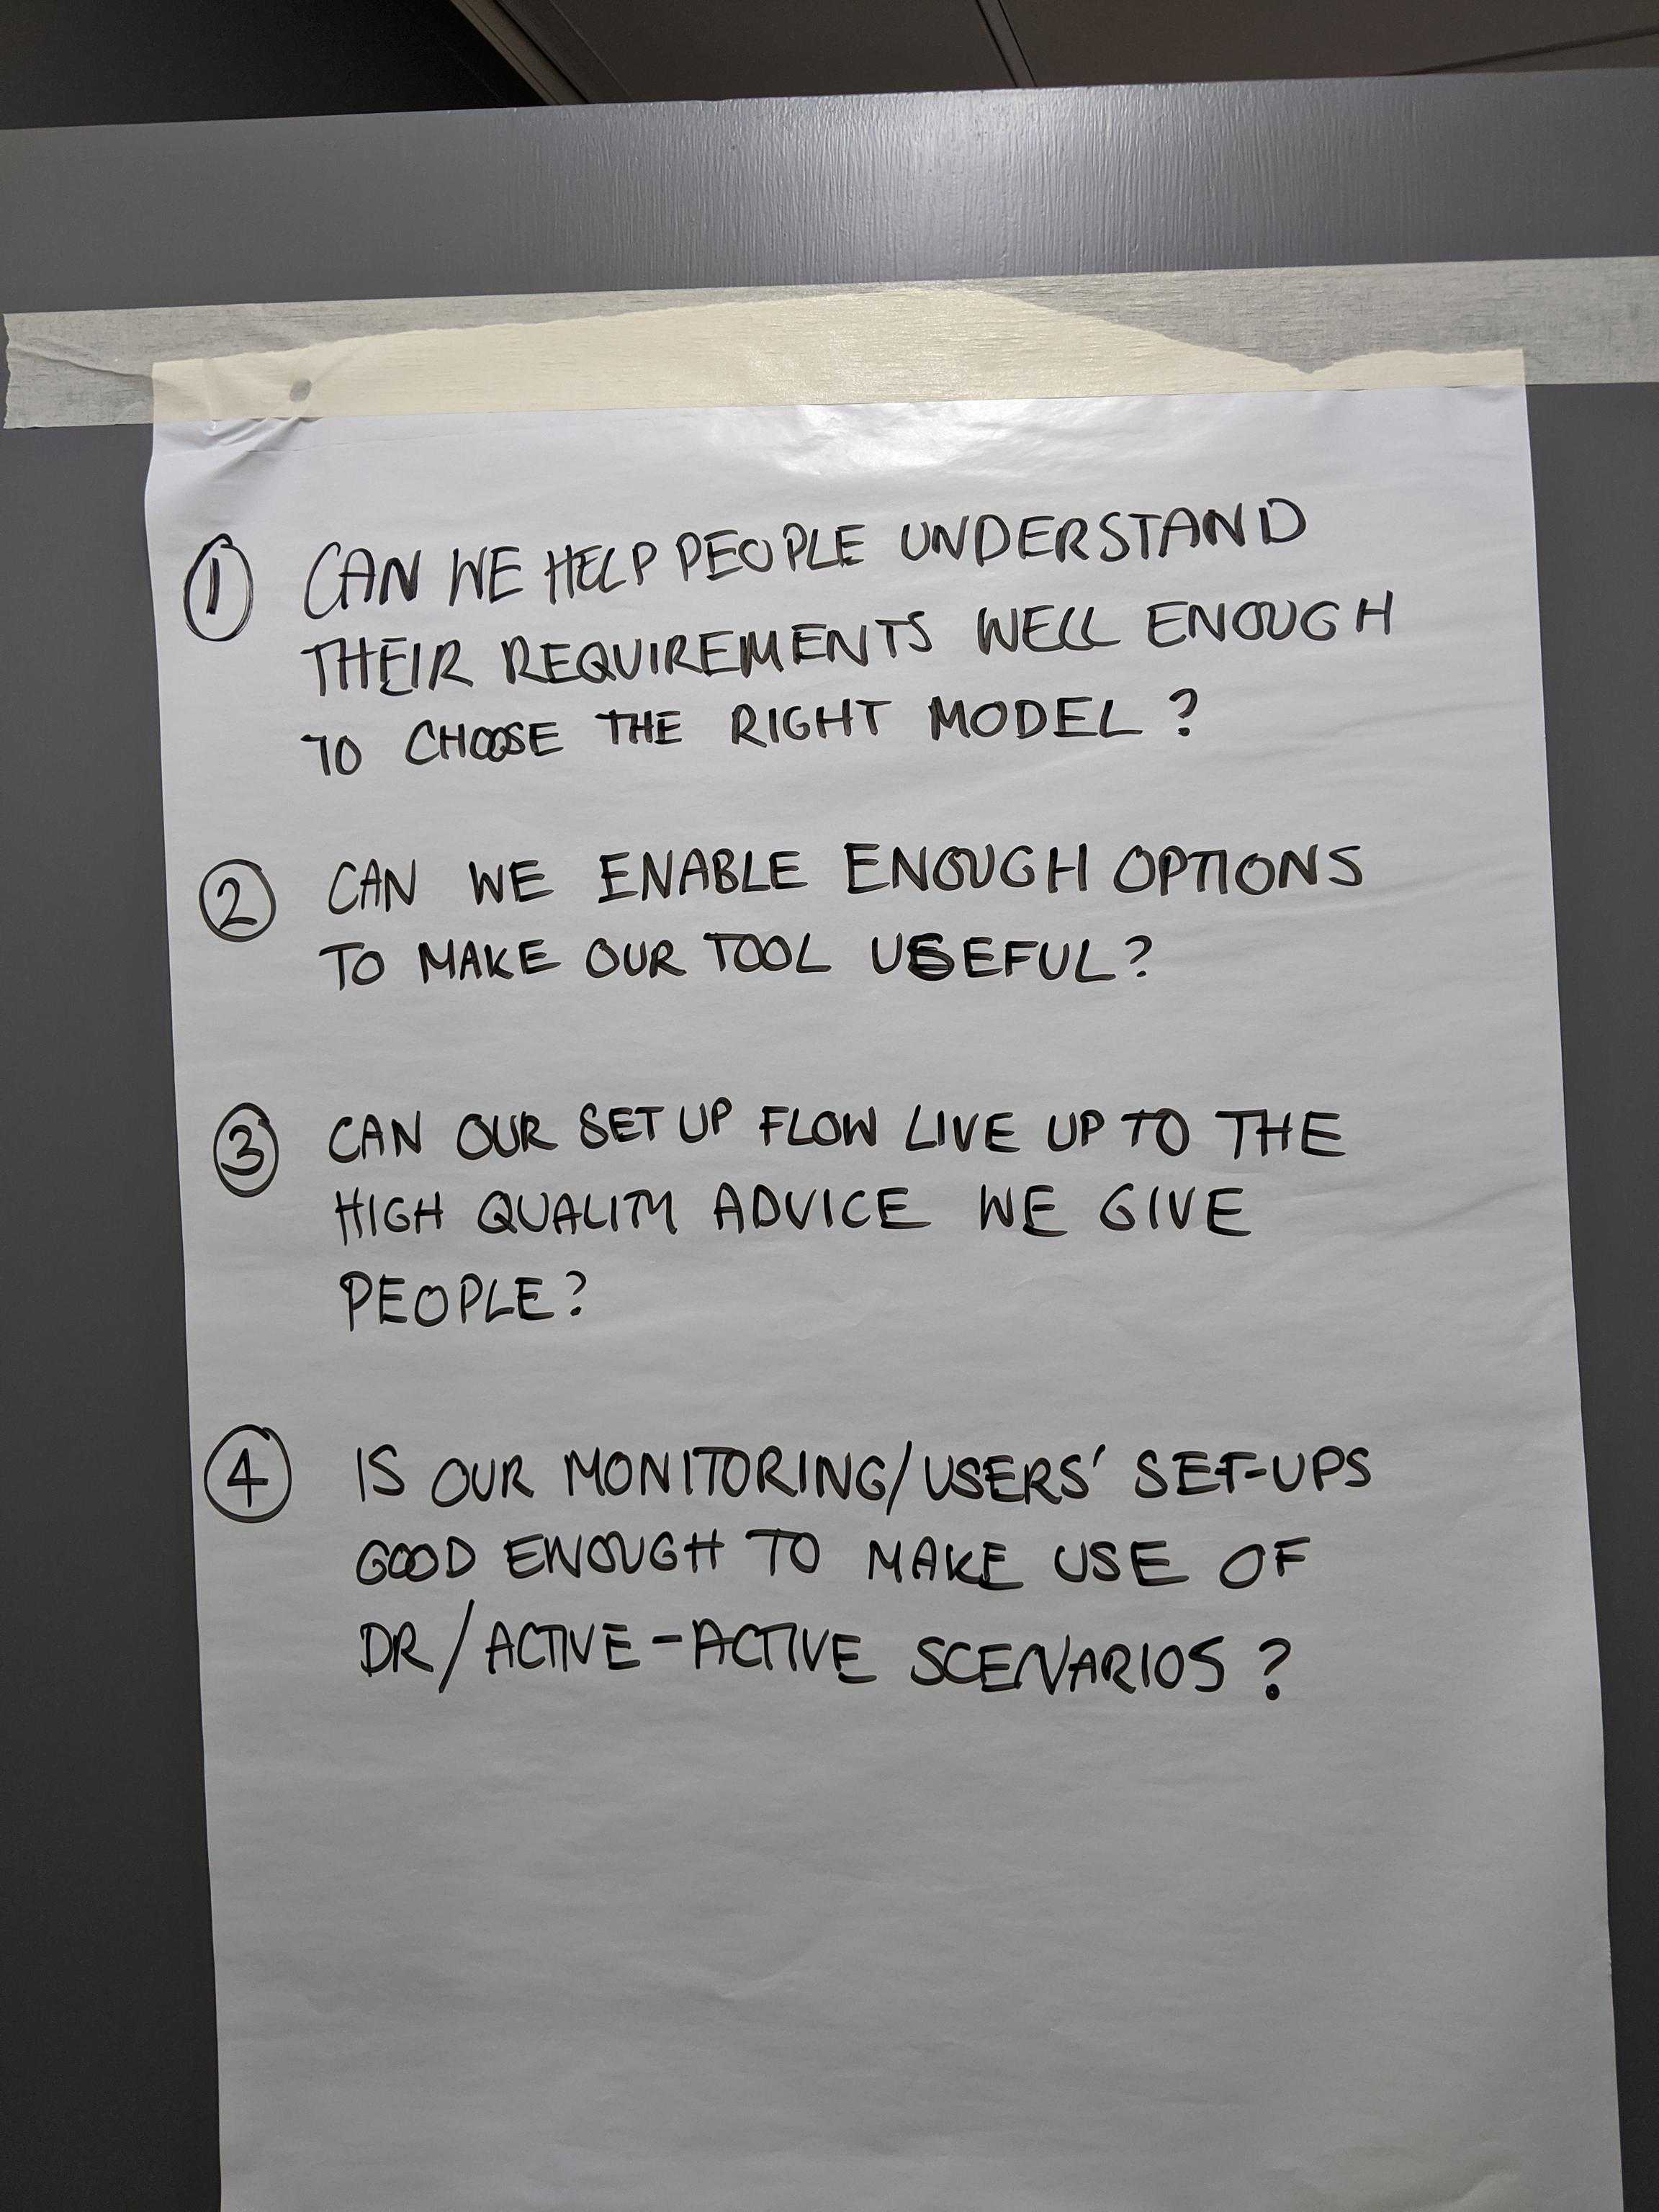 ① CAN WE HELP PEOPLE UNDERSTAND
THEIR REQUIREMENTS WELL ENOUGH
TO CHOOSE THE RIGHT MODEL?
② CAN WE ENABLE ENOUGH OPTIONS
TO MAKE OUR TOOL USEFUL?
③ CAN OUR SET UP FLOW LIVE UP TO THE
HIGH QUALITY ADVICE WE GIVE
PEOPLE?
④ IS OUR MONITORING/USERS' SET-UPS
GOOD ENOUGH TO MAKE USE OF
DR/ACTIVE-ACTIVE SCENARIOS?